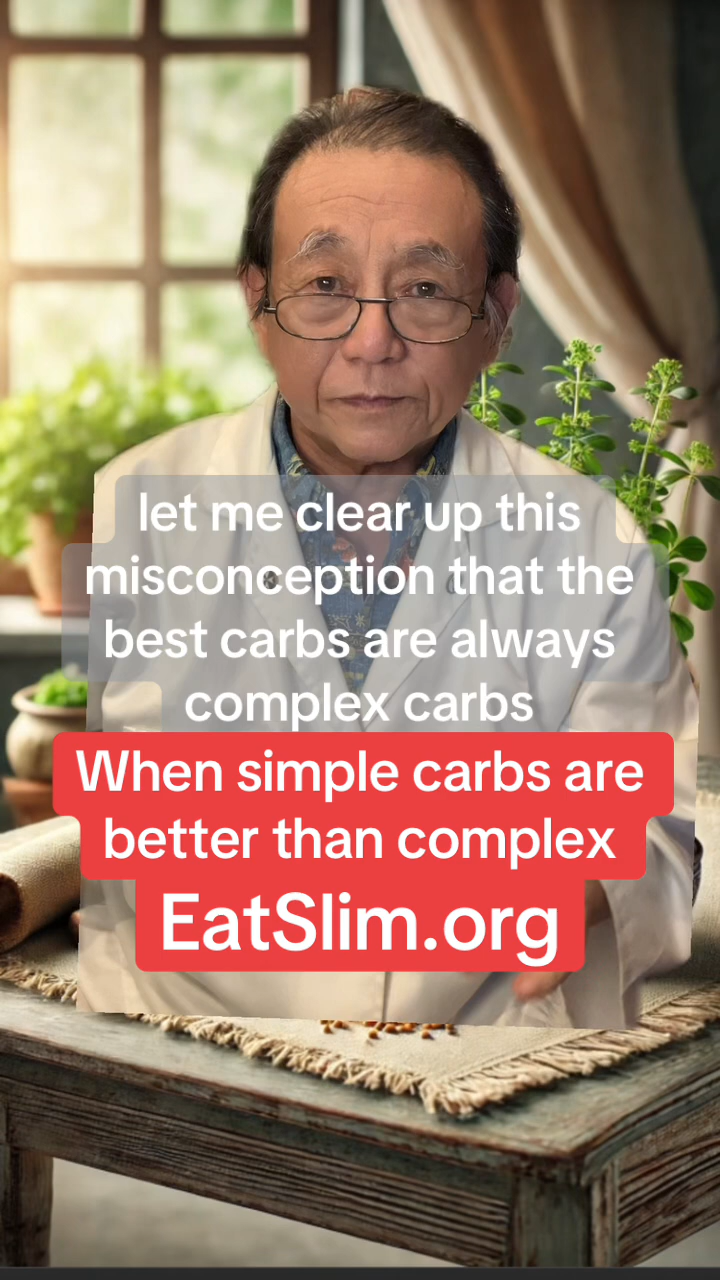 let me clear up this
misconception that the
best carbs are always
complex carbs
When simple carbs are
better than complex
EatSlim.org